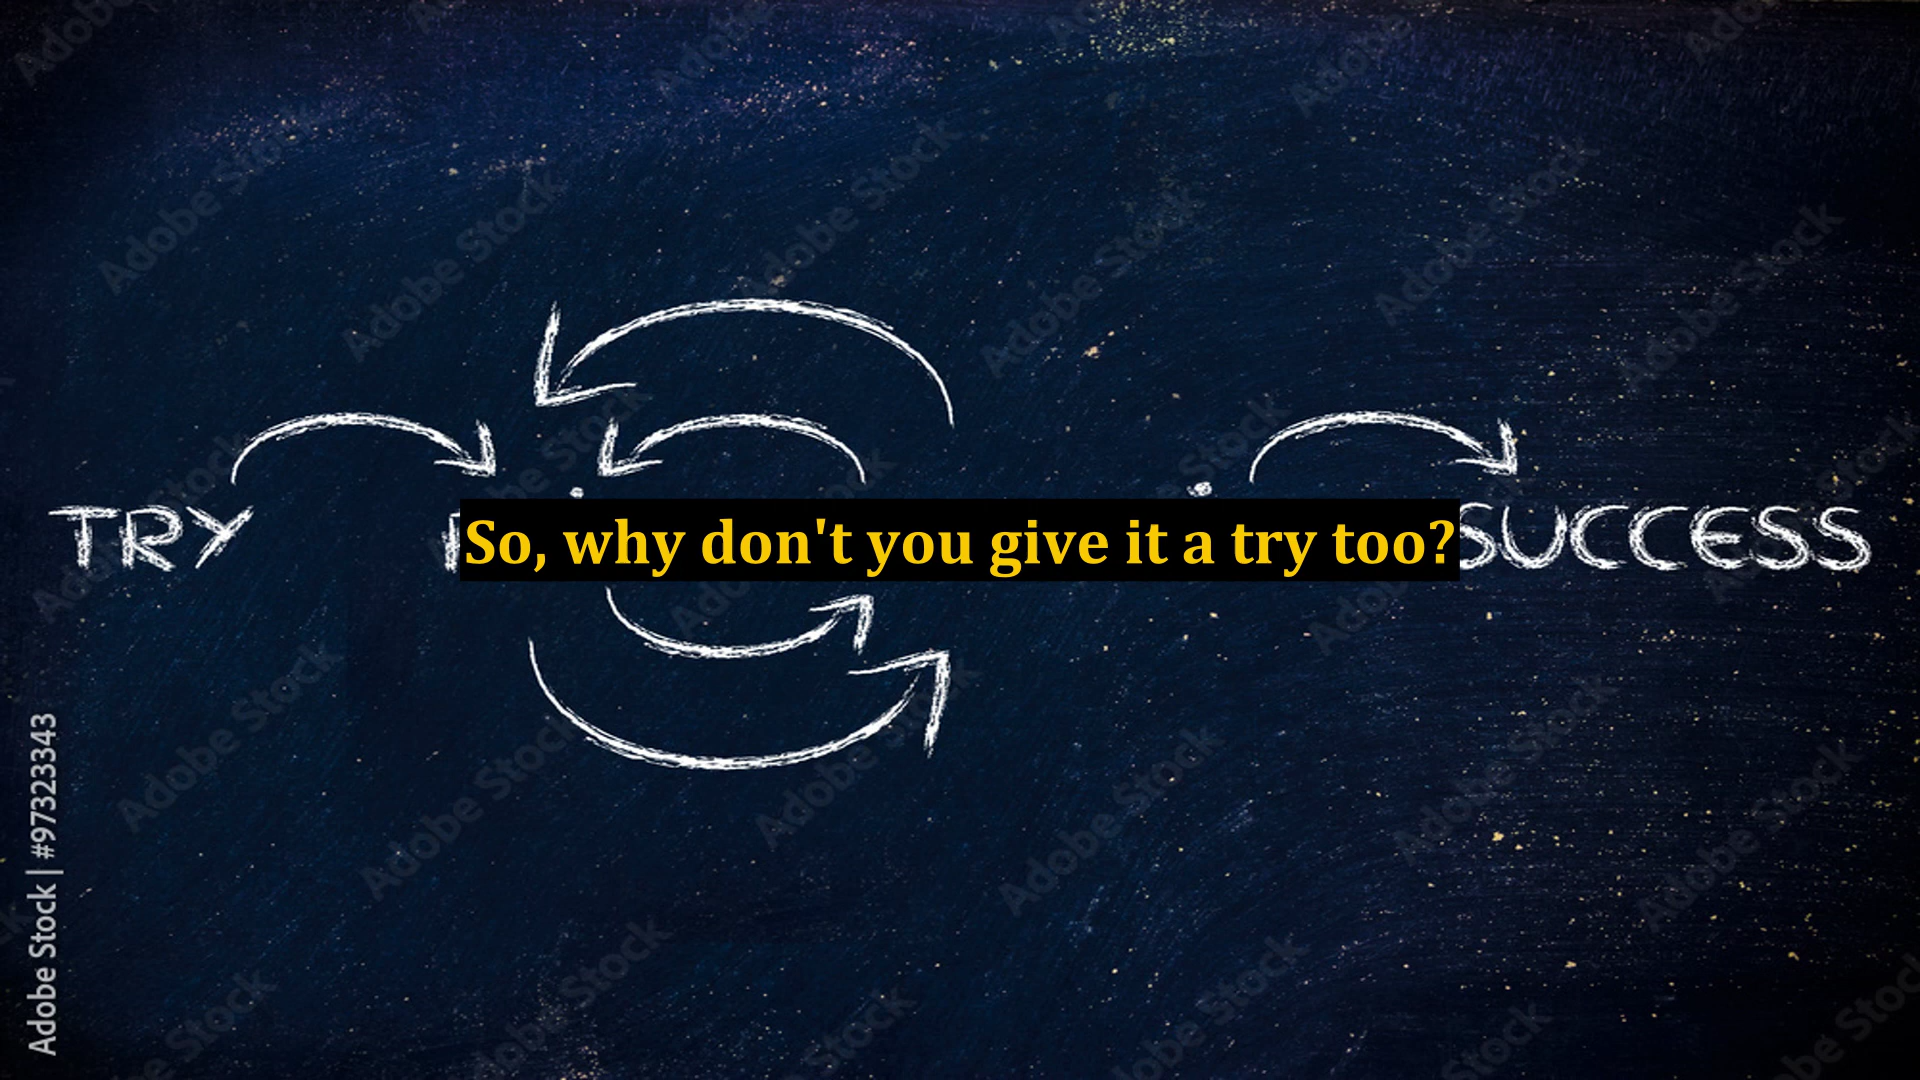 TRY
So, why don't you give it a try too?
SUCCESS
Adobe Stock | #97323343